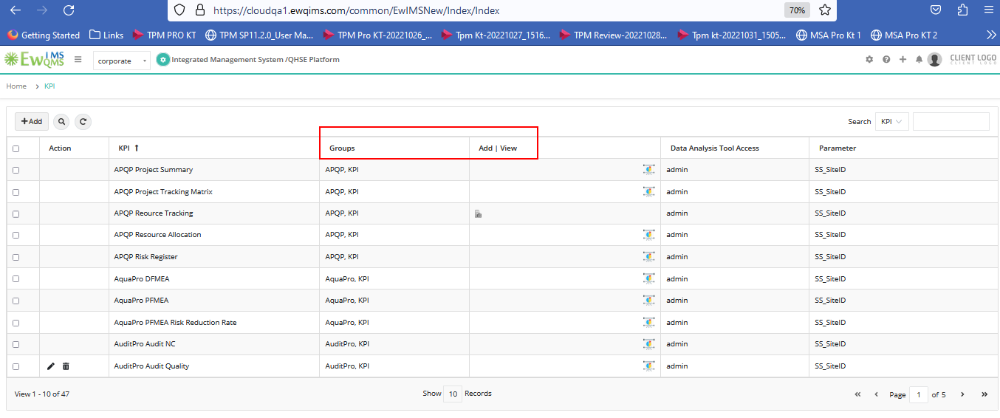 https://cloudqa1.ewqims.com/common/EwIMSNew/Index/Index 70%
Getting Started Links TPM PRO KT TPM SP11.2.0_User Ma... TPM Pro KT-20221026_... Tpm Kt-20221027_1516... TPM Review-20221028... Tpm kt-20221031_1505... MSA Pro Kt 1 MSA Pro KT 2
EwIMS QMS corporate Integrated Management System /QHSE Platform CLIENT LOGO
CLIENT LOGO
Home > KPI
+Add Search KPI
Action KPI Groups Add | View Data Analysis Tool Access Parameter
APQP Project Summary APQP, KPI admin SS_SiteID
APQP Project Tracking Matrix APQP, KPI admin SS_SiteID
APQP Reource Tracking APQP, KPI admin SS_SiteID
APQP Resource Allocation APQP, KPI admin SS_SiteID
APQP Risk Register APQP, KPI admin SS_SiteID
AquaPro DFMEA AquaPro, KPI admin SS_SiteID
AquaPro PFMEA AquaPro, KPI admin SS_SiteID
AquaPro PFMEA Risk Reduction Rate AquaPro, KPI admin SS_SiteID
AuditPro Audit NC AuditPro, KPI admin SS_SiteID
AuditPro Audit Quality AuditPro, KPI admin SS_SiteID
View 1 - 10 of 47 Show 10 Records Page 1 of 5